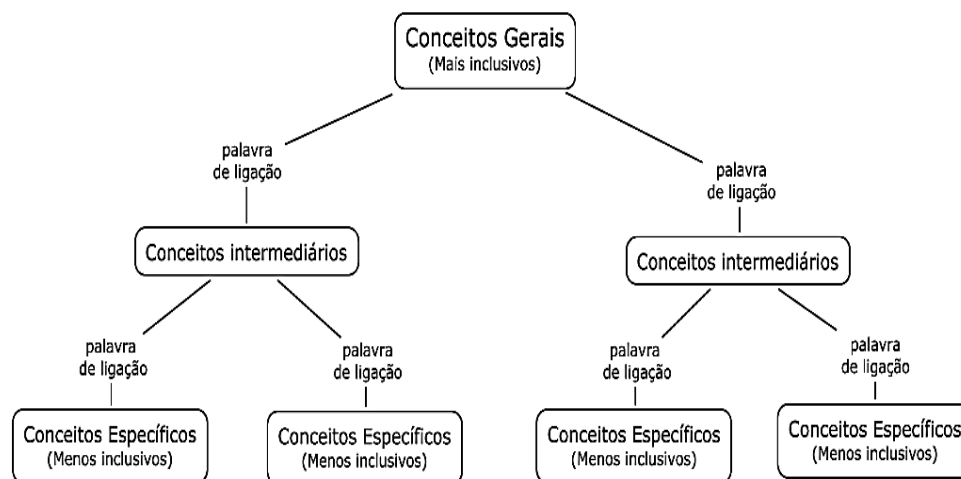 Conceitos Gerais
(Mais inclusivos)
palavra
de ligação
palavra
de ligação
Conceitos intermediários
Conceitos intermediários
palavra
de ligação
palavra
de ligação
palavra
de ligação
palavra
de ligação
Conceitos Específicos
(Menos inclusivos)
Conceitos Específicos
(Menos inclusivos)
Conceitos Específicos
(Menos inclusivos)
Conceitos Específicos
(Menos inclusivos)